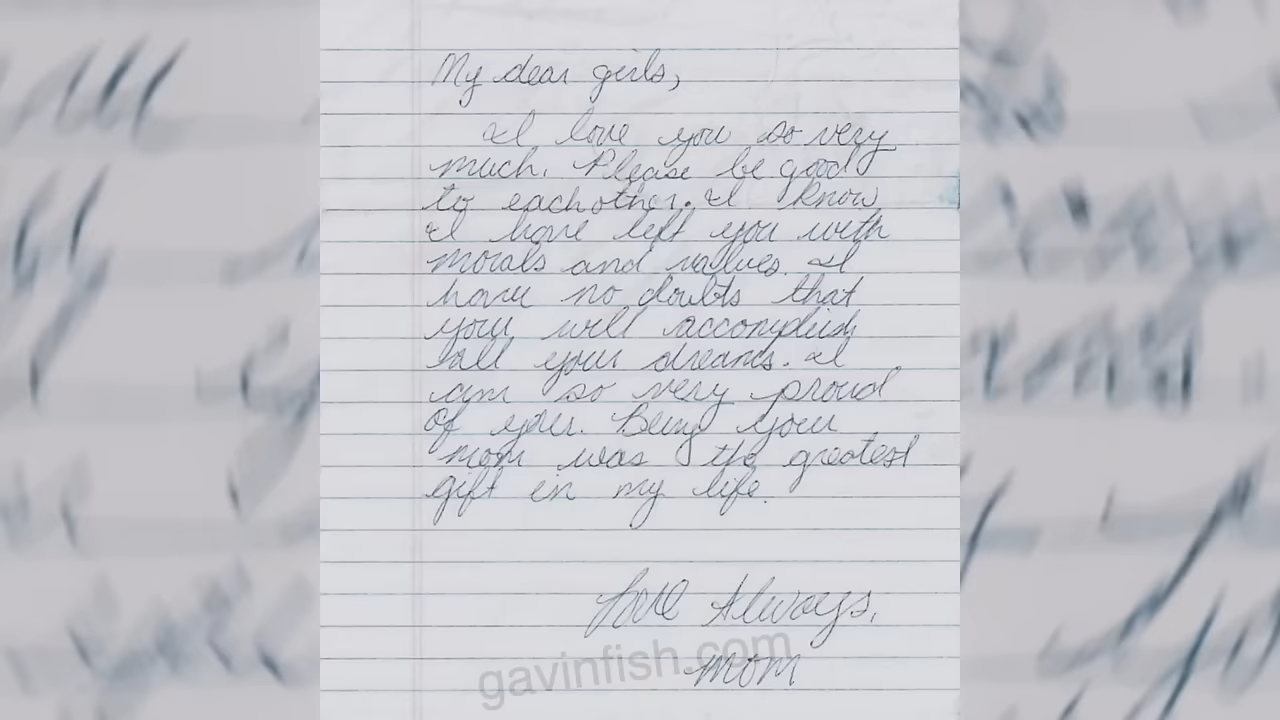 My dear girls,
I love you so very
much. Please be good
to eachother. I know
I have left you with
morals and values. I
have no doubts that
you will accomplish
all your dreams. I
am so very proud
of you. Being your
mom was the greatest
gift in my life.
Love Always,
Mom
gavinfish.com